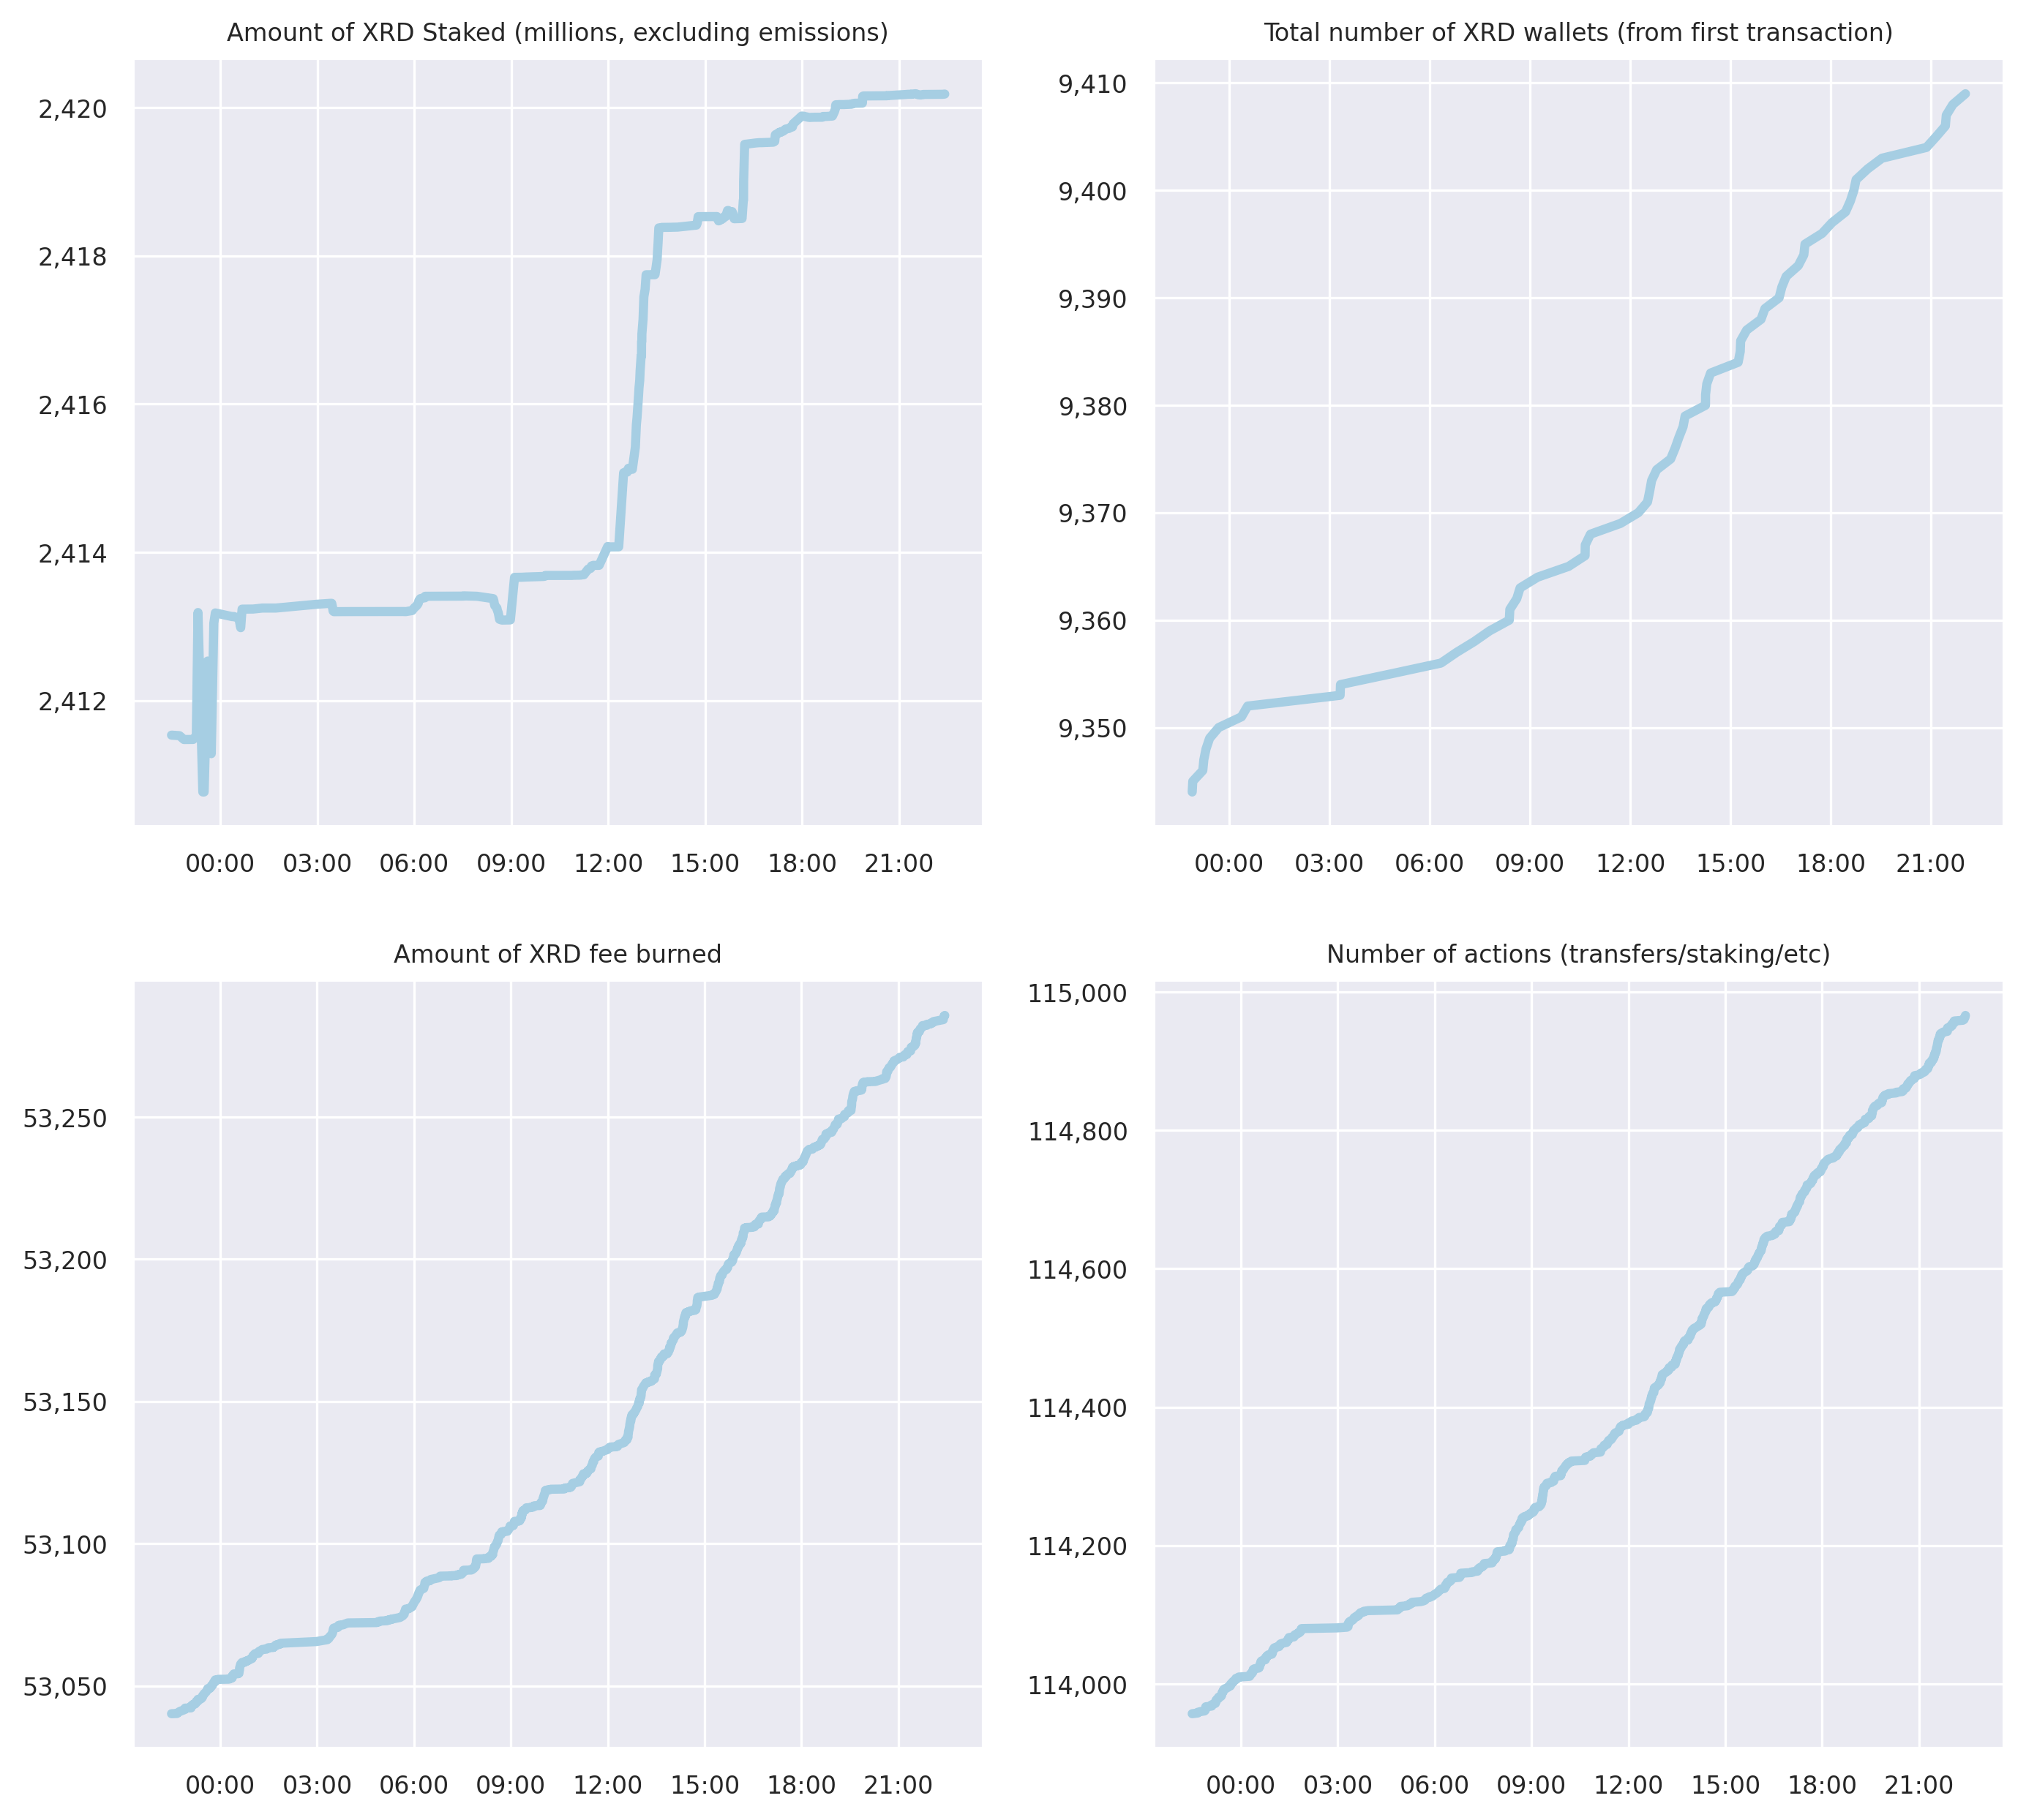 Amount of XRD Staked (millions, excluding emissions)
2,420
2,418
2,416
2,414
2,412
00:00 03:00 06:00 09:00 12:00 15:00 18:00 21:00
Total number of XRD wallets (from first transaction)
9,410
9,400
9,390
9,380
9,370
9,360
9,350
00:00 03:00 06:00 09:00 12:00 15:00 18:00 21:00
Amount of XRD fee burned
53,250
53,200
53,150
53,100
53,050
00:00 03:00 06:00 09:00 12:00 15:00 18:00 21:00
Number of actions (transfers/staking/etc)
115,000
114,800
114,600
114,400
114,200
114,000
00:00 03:00 06:00 09:00 12:00 15:00 18:00 21:00